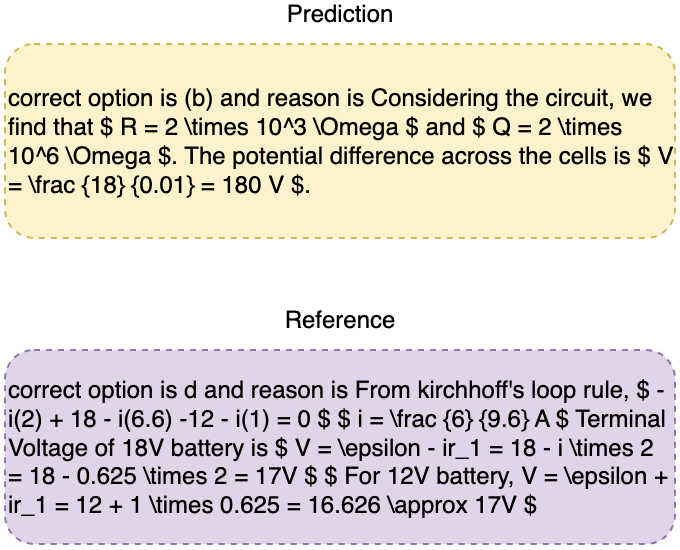 Prediction
correct option is (b) and reason is Considering the circuit, we
find that $ R = 2 \times 10^3 \Omega $ and $ Q = 2 \times
10^6 \Omega $. The potential difference across the cells is $ V
= \frac {18} {0.01} = 180 V $.
Reference
correct option is d and reason is From kirchhoff's loop rule, $ -
i(2) + 18 - i(6.6) -12 - i(1) = 0 $ $ i = \frac {6} {9.6} A $ Terminal
Voltage of 18V battery is $ V = \epsilon - ir_1 = 18 - i \times 2
= 18 - 0.625 \times 2 = 17V $ $ For 12V battery, V = \epsilon +
ir_1 = 12 + 1 \times 0.625 = 16.626 \approx 17V $